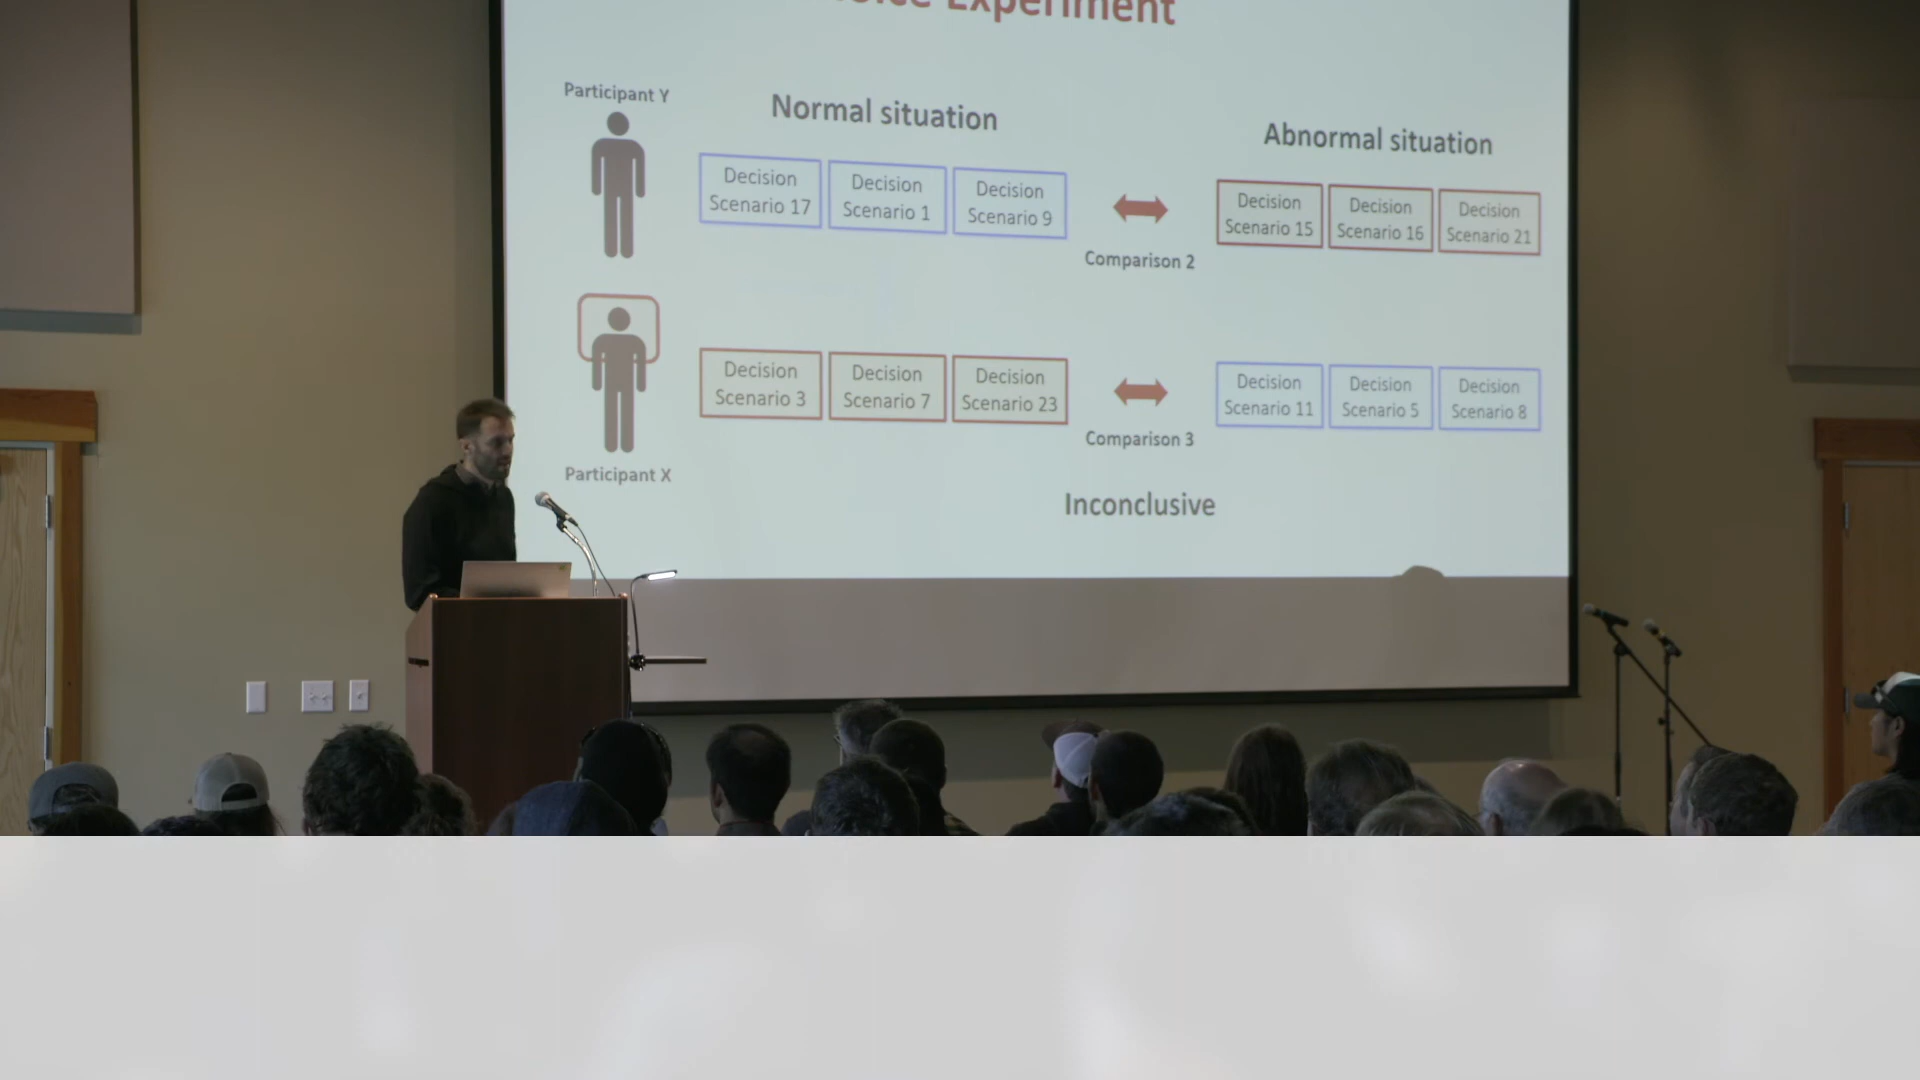 Experiment
Participant Y
Normal situation
Abnormal situation
Decision
Scenario 17
Decision
Scenario 1
Decision
Scenario 9
Comparison 2
Decision
Scenario 15
Decision
Scenario 16
Decision
Scenario 21
Decision
Scenario 3
Decision
Scenario 7
Decision
Scenario 23
Comparison 3
Decision
Scenario 11
Decision
Scenario 5
Decision
Scenario 8
Participant X
Inconclusive